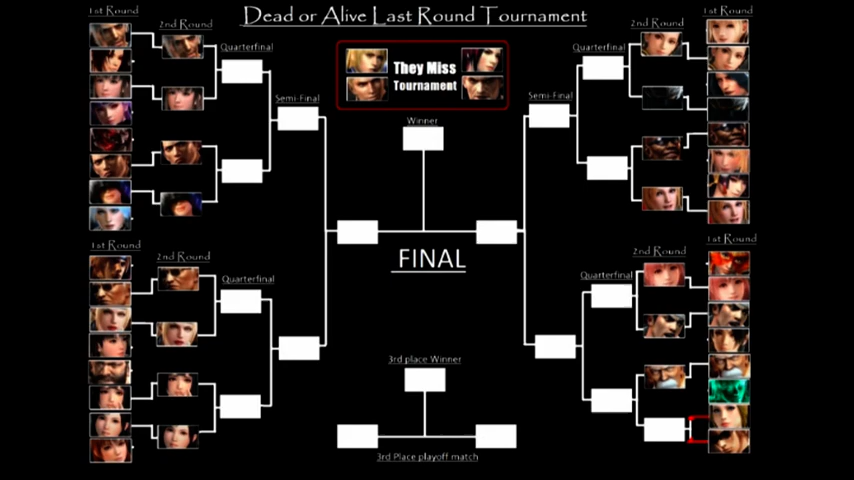 Dead or Alive Last Round Tournament
1st Round
2nd Round
Quarterfinal
Semi-Final
They Miss
Tournament
Winner
Semi-Final
Quarterfinal
2nd Round
1st Round
FINAL
1st Round
2nd Round
Quarterfinal
Quarterfinal
2nd Round
1st Round
3rd place Winner
3rd Place playoff match